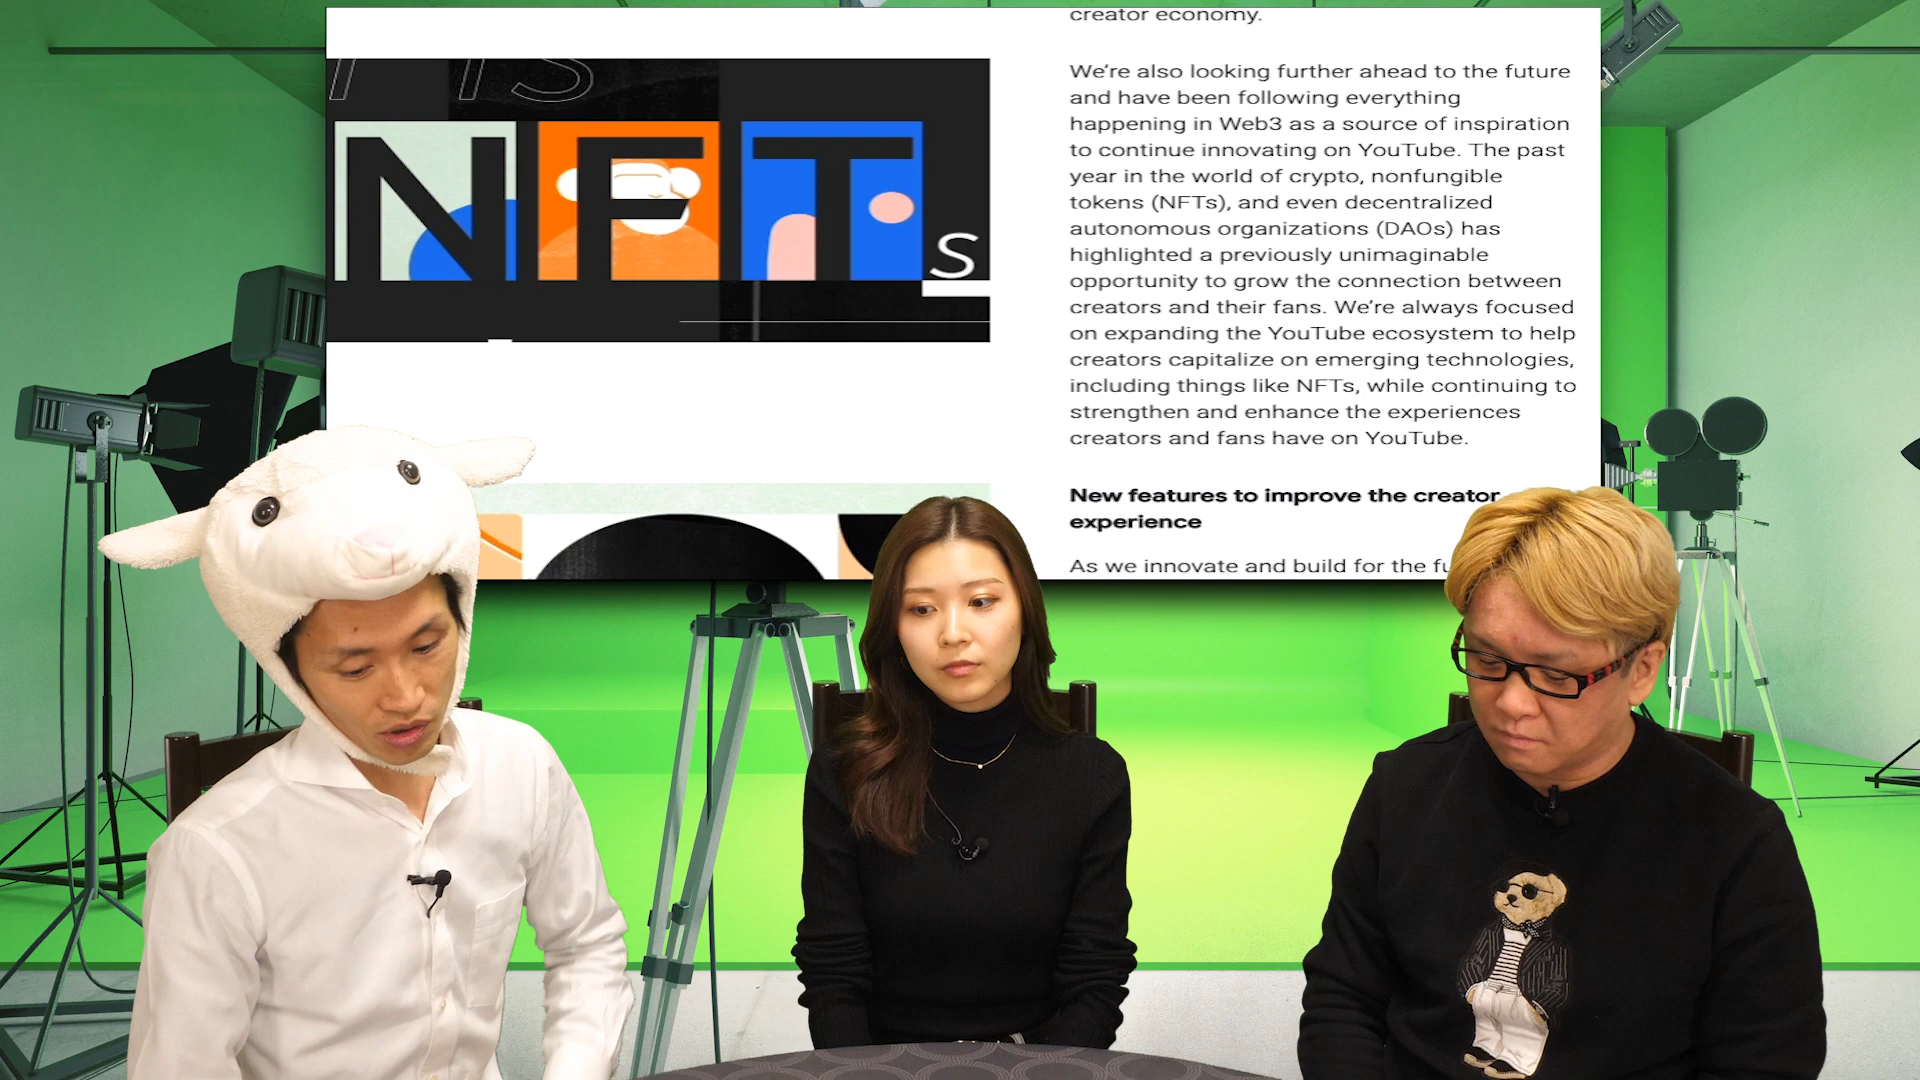 TS
NFTs
creator economy.
We're also looking further ahead to the future
and have been following everything
happening in Web3 as a source of inspiration
to continue innovating on YouTube. The past
year in the world of crypto, nonfungible
tokens (NFTs), and even decentralized
autonomous organizations (DAOs) has
highlighted a previously unimaginable
opportunity to grow the connection between
creators and their fans. We're always focused
on expanding the YouTube ecosystem to help
creators capitalize on emerging technologies,
including things like NFTs, while continuing to
strengthen and enhance the experiences
creators and fans have on YouTube.
New features to improve the creator
experience
As we innovate and build for the fu